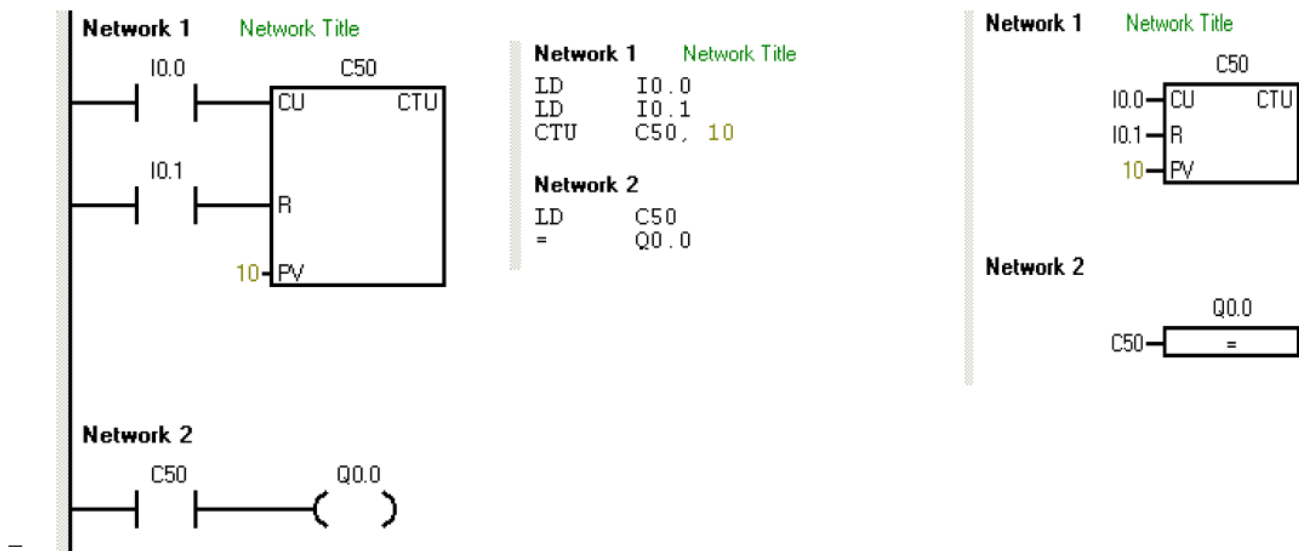 Network 1 Network Title
I0.0 C50
CU CTU
I0.1
R
10 PV
Network 2
C50 Q0.0
Network 1 Network Title
LD I0.0
LD I0.1
CTU C50, 10
Network 2
LD C50
= Q0.0
Network 1 Network Title
C50
I0.0 CU CTU
I0.1 R
10 PV
Network 2
Q0.0
C50 =